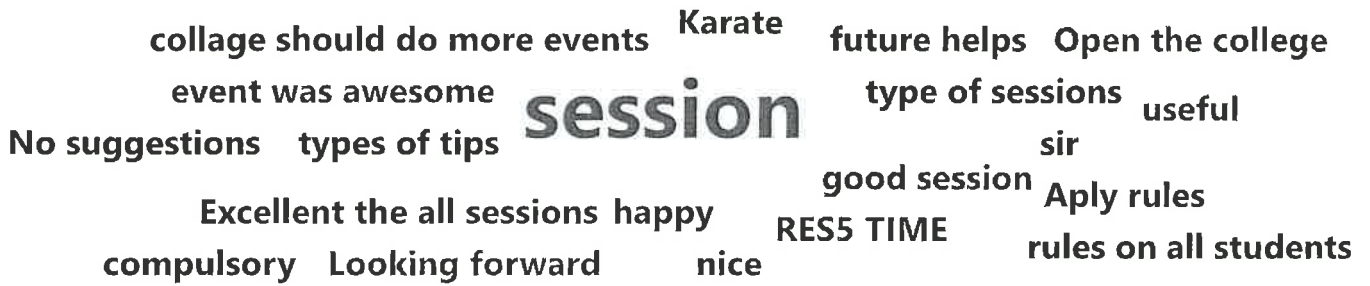 Karate
collage should do more events
future helps
Open the college
event was awesome
session
type of sessions
useful
No suggestions
types of tips
sir
good session
Aply rules
Excellent the all sessions
happy
RES5 TIME
rules on all students
compulsory
Looking forward
nice